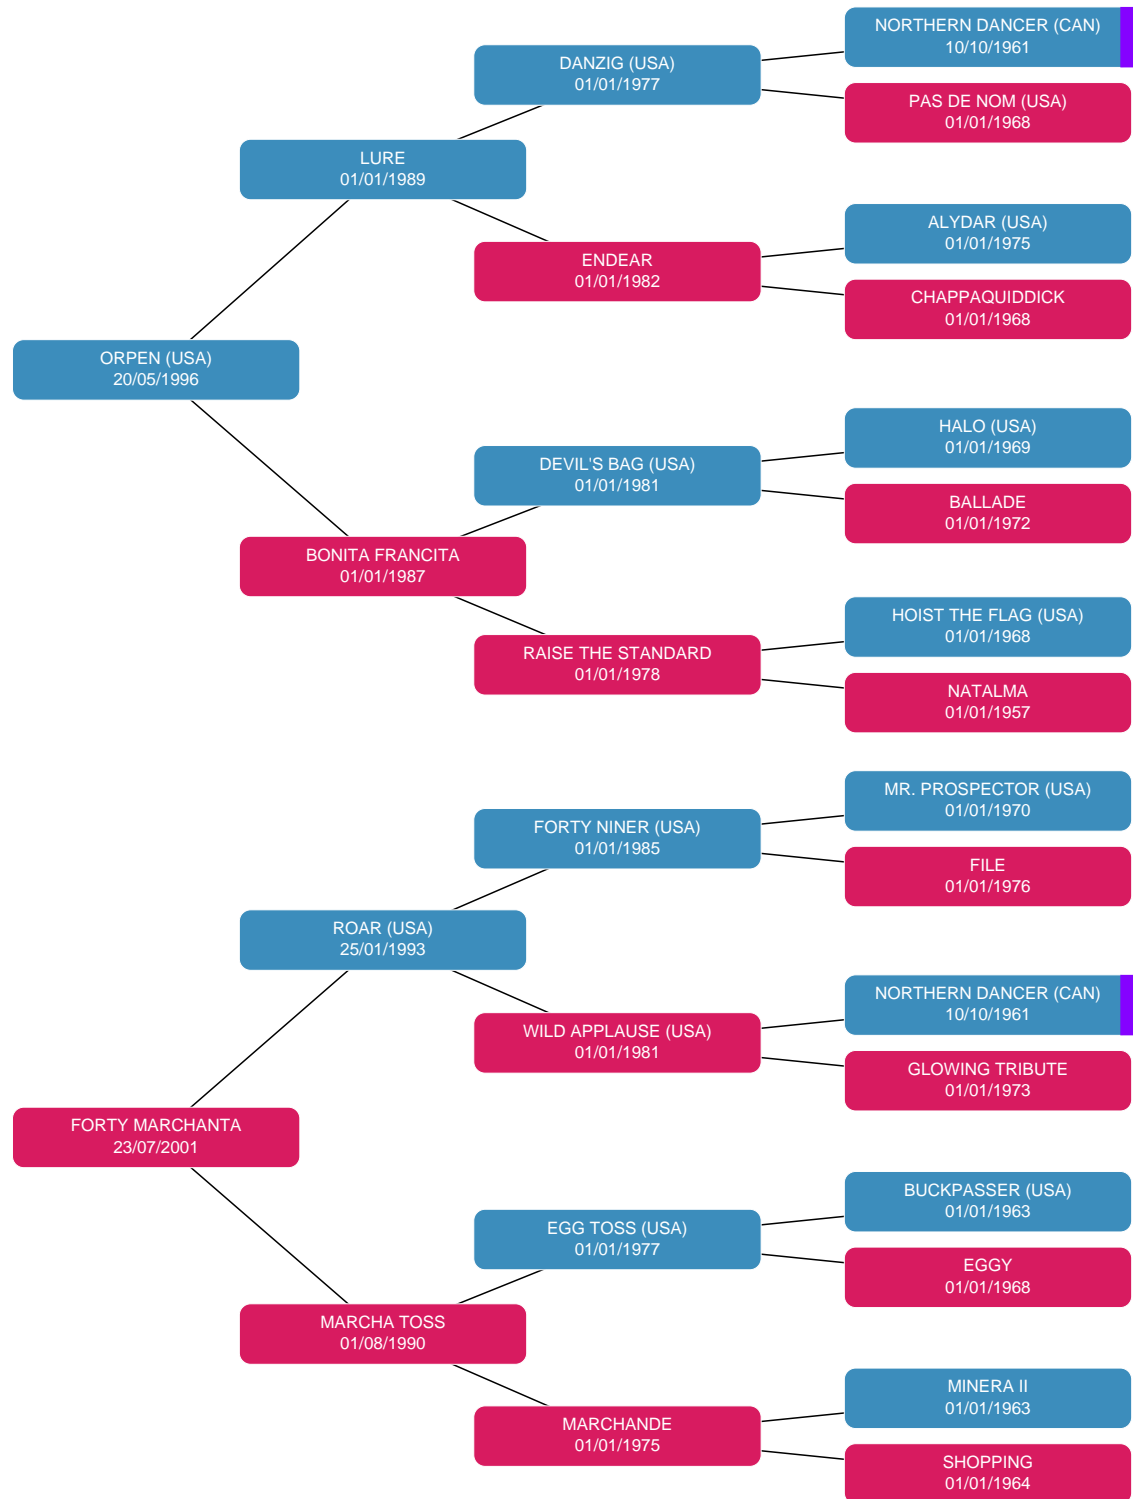 NORTHERN DANCER (CAN)
10/10/1961
DANZIG (USA)
01/01/1977
PAS DE NOM (USA)
01/01/1968
LURE
01/01/1989
ALYDAR (USA)
01/01/1975
ENDEAR
01/01/1982
CHAPPAQUIDDICK
01/01/1968
ORPEN (USA)
20/05/1996
HALO (USA)
01/01/1969
DEVIL'S BAG (USA)
01/01/1981
BALLADE
01/01/1972
BONITA FRANCITA
01/01/1987
HOIST THE FLAG (USA)
01/01/1968
RAISE THE STANDARD
01/01/1978
NATALMA
01/01/1957
MR. PROSPECTOR (USA)
01/01/1970
FORTY NINER (USA)
01/01/1985
FILE
01/01/1976
ROAR (USA)
25/01/1993
NORTHERN DANCER (CAN)
10/10/1961
WILD APPLAUSE (USA)
01/01/1981
GLOWING TRIBUTE
01/01/1973
FORTY MARCHANTA
23/07/2001
BUCKPASSER (USA)
01/01/1963
EGG TOSS (USA)
01/01/1977
EGGY
01/01/1968
MARCHA TOSS
01/08/1990
MINERA II
01/01/1963
MARCHANDE
01/01/1975
SHOPPING
01/01/1964